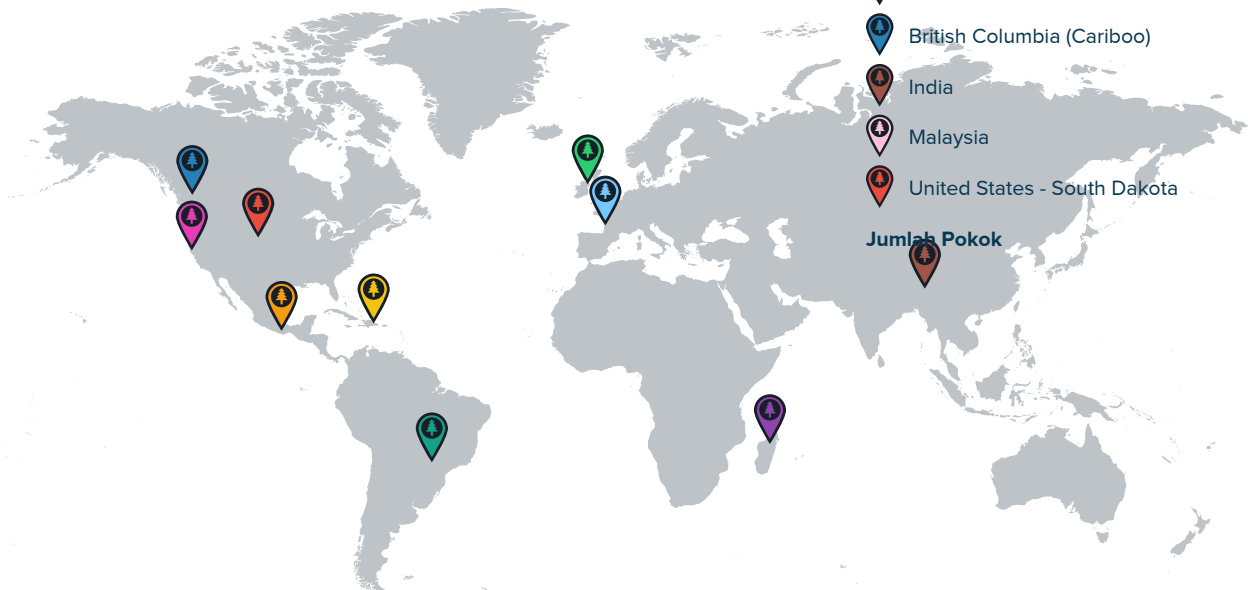 British Columbia (Cariboo)
India
Malaysia
United States - South Dakota
Jumlah Pokok